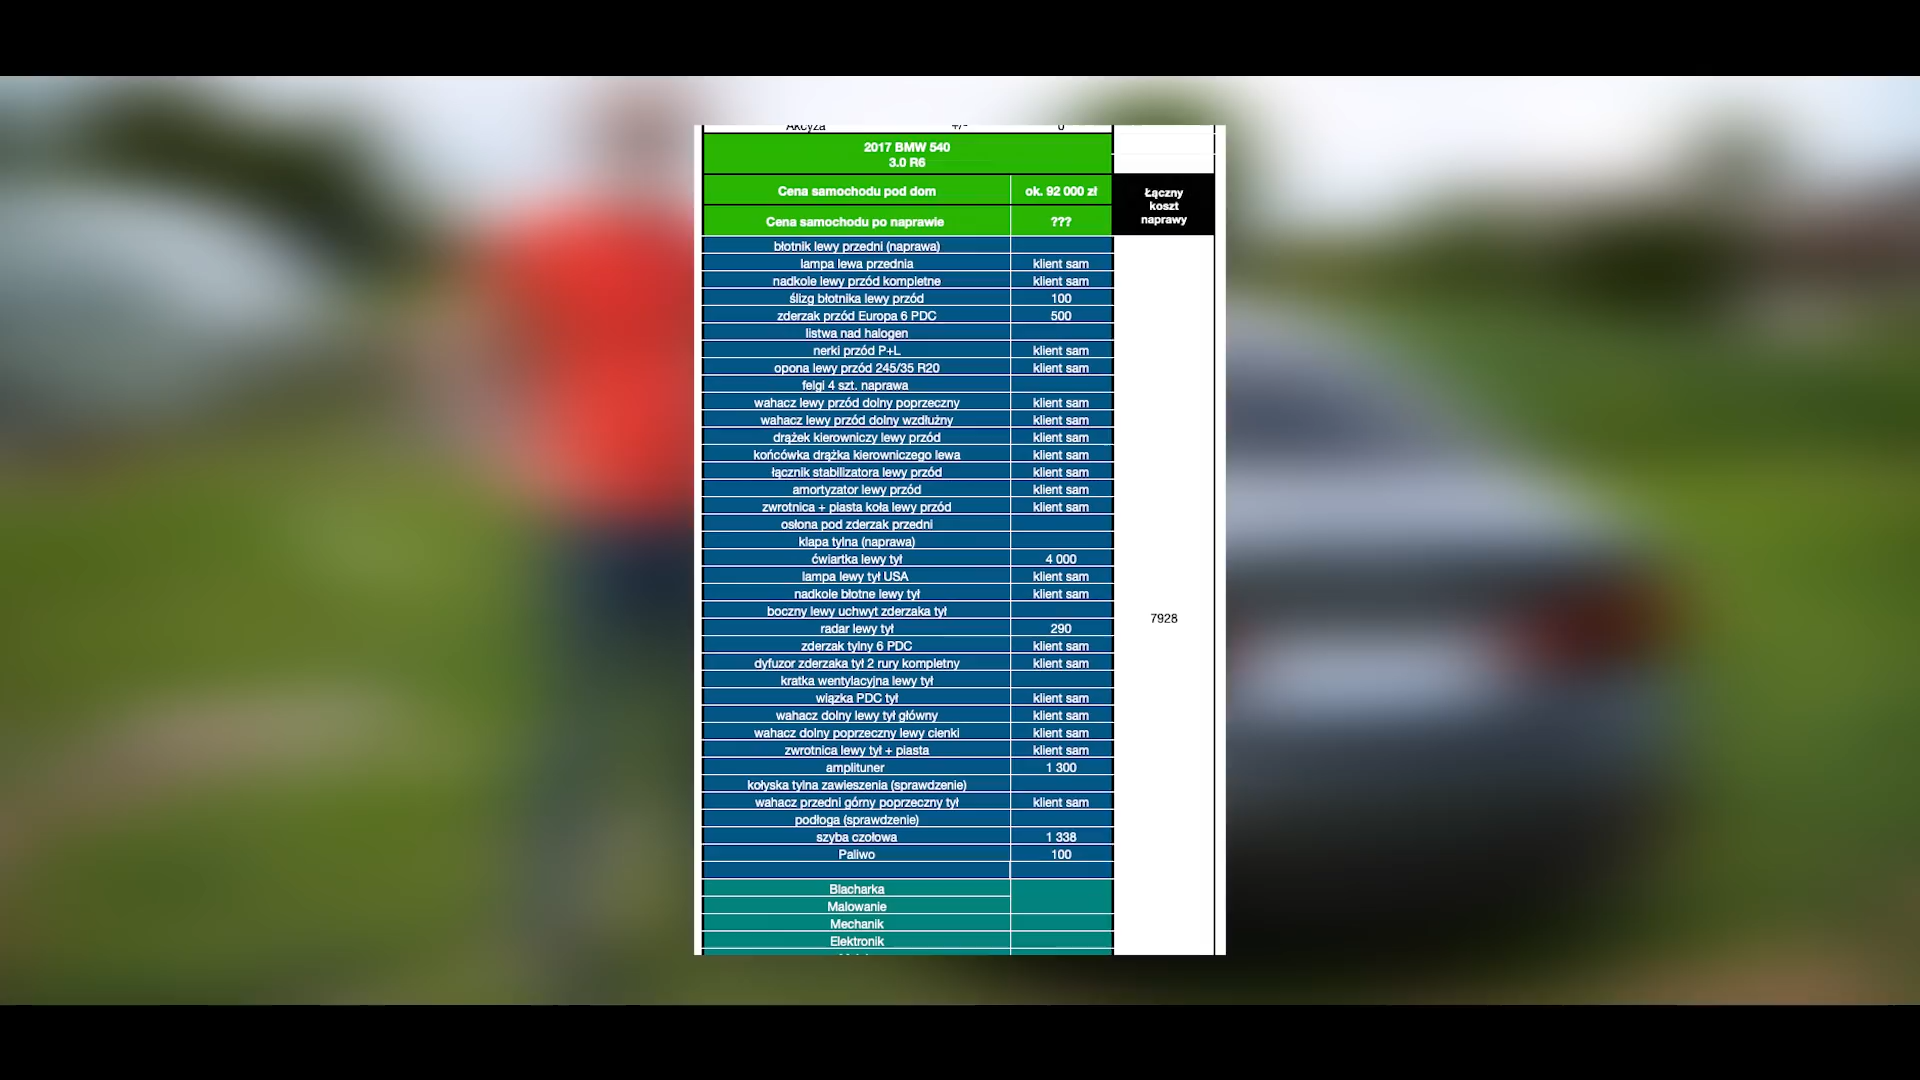 Akcyza +/- 0
2017 BMW 540
3.0 R6
Cena samochodu pod dom ok. 92 000 zł
Łączny
koszt
naprawy
Cena samochodu po naprawie ???
błotnik lewy przedni (naprawa)
lampa lewa przednia klient sam
nadkole lewy przód kompletne klient sam
ślizg błotnika lewy przód 100
zderzak przód Europa 6 PDC 500
listwa nad halogen
nerki przód P+L klient sam
opona lewy przód 245/35 R20 klient sam
felgi 4 szt. naprawa
wahacz lewy przód dolny poprzeczny klient sam
wahacz lewy przód dolny wzdłużny klient sam
drążek kierowniczy lewy przód klient sam
końcówka drążka kierowniczego lewa klient sam
łącznik stabilizatora lewy przód klient sam
amortyzator lewy przód klient sam
zwrotnica + piasta koła lewy przód klient sam
osłona pod zderzak przedni
klapa tylna (naprawa)
ćwiartka lewy tył 4 000
lampa lewy tył USA klient sam
nadkole błotne lewy tył klient sam
boczny lewy uchwyt zderzaka tył
7928
radar lewy tył 290
zderzak tylny 6 PDC klient sam
dyfuzor zderzaka tył 2 rury kompletny klient sam
kratka wentylacyjna lewy tył
wiązka PDC tył klient sam
wahacz dolny lewy tył główny klient sam
wahacz dolny poprzeczny lewy cienki klient sam
zwrotnica lewy tył + piasta klient sam
amplituner 1 300
kołyska tylna zawieszenia (sprawdzenie)
wahacz przedni górny poprzeczny tył klient sam
podłoga (sprawdzenie)
szyba czołowa 1 338
Paliwo 100
Blacharka
Malowanie
Mechanik
Elektronik